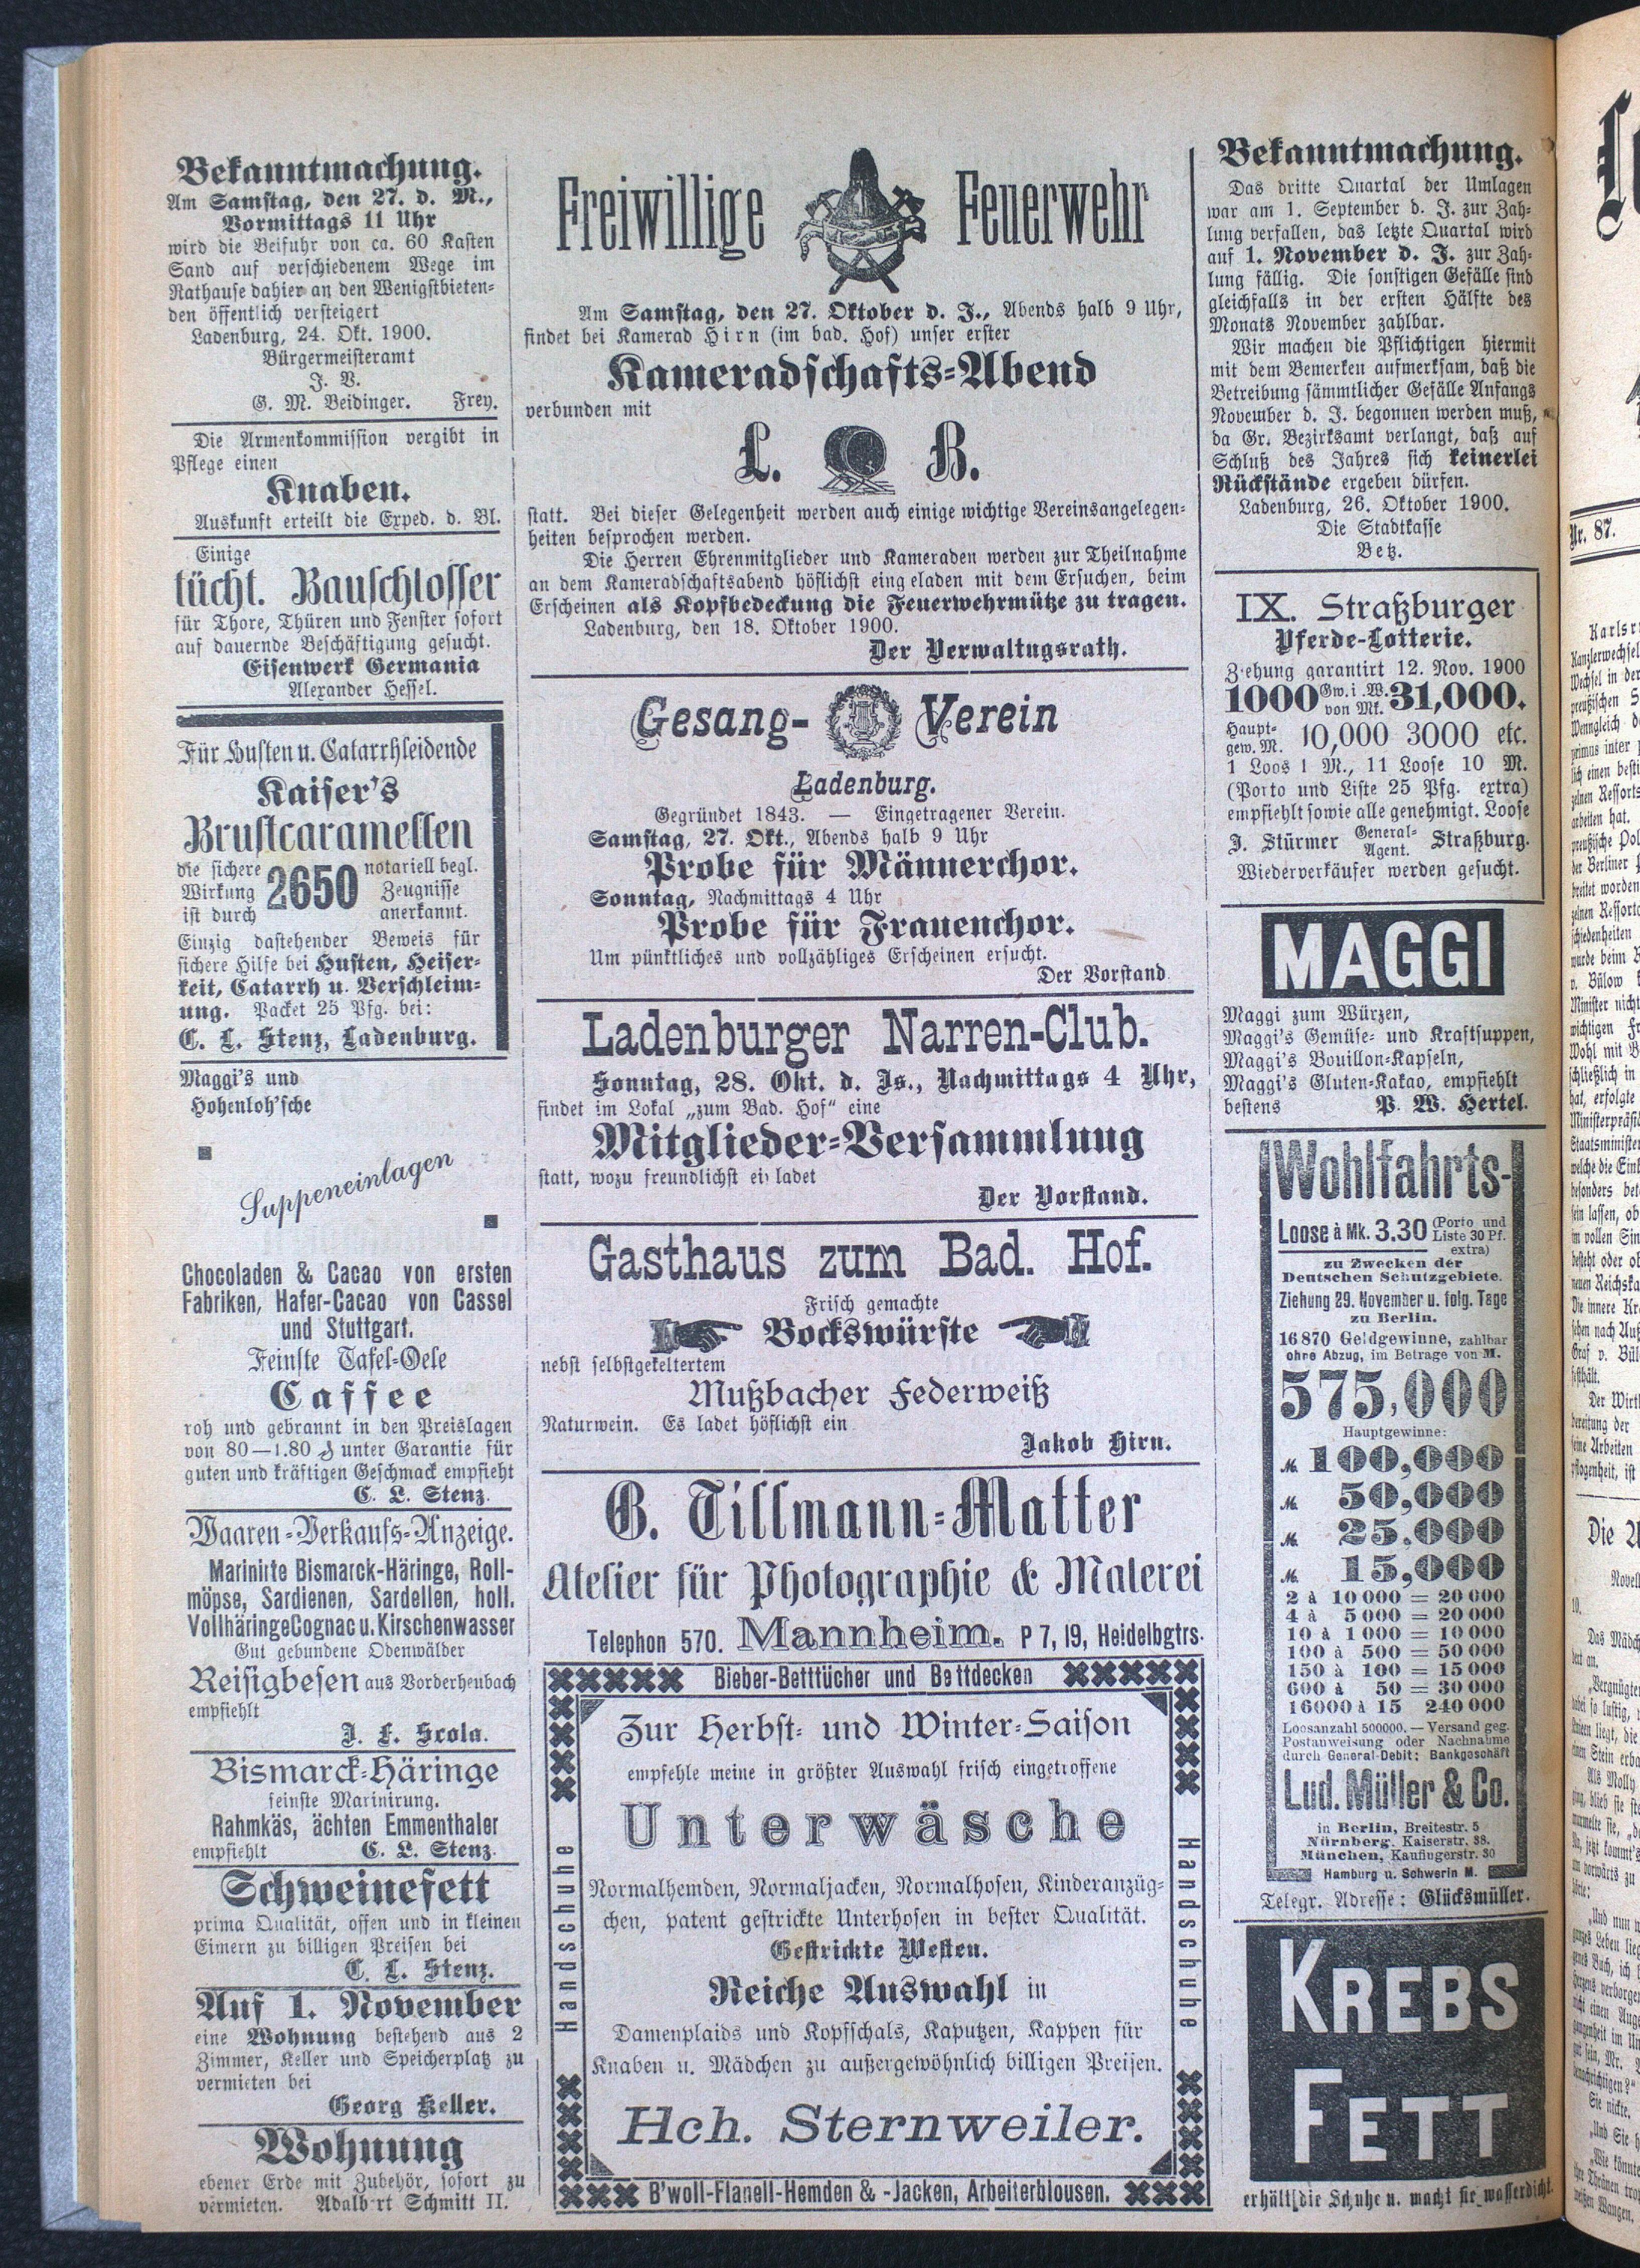 Bekanntmachung.
Am Samstag, den 27. d. M.,
Vormittags 11 Uhr
wird die Beifuhr von ca. 60 Kasten
Sand auf verschiedenem Wege im
Rathause dahier an den Wenigstbieten-
den öffentlich versteigert
Ladenburg, 24. Okt. 1900.
Bürgermeisteramt
J. V.
G. M. Beidinger. Frey.
Die Armenkommission vergibt in
Pflege einen
Knaben.
Auskunft erteilt die Exped. d. Bl.
Einige
tücht. Bauschlosser
für Thore, Thüren und Fenster sofort
auf dauernde Beschäftigung gesucht.
Eisenwerk Germania
Alexander Hessel.
Für Husten u. Catarrhleidende
Kaiser's
Brustcaramellen
die sichere Wirkung ist durch 2650 notariell begl. Zeugnisse anerkannt.
Einzig dastehender Beweis für
sichere Hilfe bei Husten, Heiser-
keit, Catarrh u. Verschleim-
ung. Packet 25 Pfg. bei:
C. L. Stenz, Ladenburg.
Maggi's und
Hohenloh'sche
Suppeneinlagen
Chocoladen & Cacao von ersten
Fabriken, Hafer-Cacao von Cassel
und Stuttgart.
Feinste Tafel-Oele
Caffee
roh und gebrannt in den Preislagen
von 80—1.80 ₰ unter Garantie für
guten und kräftigen Geschmack empfieht
C. L. Stenz.
Waaren-Verkaufs-Anzeige.
Marinirte Bismarck-Häringe, Roll-
möpse, Sardienen, Sardellen, holl.
Vollhäringe Cognac u. Kirschenwasser
Gut gebundene Odenwälder
Reisigbesen aus Vorderheubach
empfiehlt
J. F. Scola.
Bismarck-Häringe
feinste Marinirung.
Rahmkäs, ächten Emmenthaler
empfiehlt C. L. Stenz.
Schweinefett
prima Qualität, offen und in kleinen
Eimern zu billigen Preisen bei
C. L. Stenz.
Auf 1. November
eine Wohnung bestehend aus 2
Zimmer, Keller und Speicherplatz zu
vermieten bei
Georg Keller.
Wohnung
ebener Erde mit Zubehör, sofort zu
vermieten. Adalbert Schmitt II.
Freiwillige Feuerwehr
Am Samstag, den 27. Oktober d. J., Abends halb 9 Uhr,
findet bei Kamerad Hirn (im bad. Hof) unser erster
Kameradschafts-Abend
verbunden mit
L. B.
statt. Bei dieser Gelegenheit werden auch einige wichtige Vereinsangelegen-
heiten besprochen werden.
Die Herren Ehrenmitglieder und Kameraden werden zur Theilnahme
an dem Kameradschaftsabend höflichst eingeladen mit dem Ersuchen, beim
Erscheinen als Kopfbedeckung die Feuerwehrmütze zu tragen.
Ladenburg, den 18. Oktober 1900.
Der Verwaltungsrath.
Gesang-Verein
Ladenburg.
Gegründet 1843. — Eingetragener Verein.
Samstag, 27. Okt., Abends halb 9 Uhr
Probe für Männerchor.
Sonntag, Nachmittags 4 Uhr
Probe für Frauenchor.
Um pünktliches und vollzähliges Erscheinen ersucht.
Der Vorstand
Ladenburger Narren-Club.
Sonntag, 28. Okt. d. Js., Nachmittags 4 Uhr,
findet im Lokal „zum Bad. Hof“ eine
Mitglieder-Versammlung
statt, wozu freundlichst einladet
Der Vorstand.
Gasthaus zum Bad. Hof.
Frisch gemachte
Bockswürste
nebst selbstgekeltertem
Mußbacher Federweiß
Naturwein. Es ladet höflichst ein
Jakob Hirn.
G. Tillmann-Matter
Atelier für Photographie & Malerei
Telephon 570. Mannheim. P 7, 19, Heidelbgtrs.
Bieber-Betttücher und Bettdecken
Handschuhe
Zur Herbst- und Winter-Saison
empfehle meine in größter Auswahl frisch eingetroffene
Unterwäsche
Normalhemden, Normaljacken, Normalhosen, Kinderanzüg-
chen, patent gestrickte Unterhosen in bester Qualität.
Gestrickte Westen.
Reiche Auswahl in
Damenplaids und Kopfschals, Kaputzen, Kappen für
Knaben u. Mädchen zu außergewöhnlich billigen Preisen.
Hch. Sternweiler.
Handschuhe
B'woll-Flanell-Hemden & -Jacken, Arbeiterblousen.
Bekanntmachung.
Das dritte Quartal der Umlagen
war am 1. September d. J. zur Zah-
lung verfallen, das letzte Quartal wird
auf 1. November d. J. zur Zah-
lung fällig. Die sonstigen Gefälle sind
gleichfalls in der ersten Hälfte des
Monats November zahlbar.
Wir machen die Pflichtigen hiermit
mit dem Bemerken aufmerksam, daß die
Betreibung sämmtlicher Gefälle Anfangs
November d. J. begonnen werden muß,
da Gr. Bezirksamt verlangt, daß auf
Schluß des Jahres sich keinerlei
Rückstände ergeben dürfen.
Ladenburg, 26. Oktober 1900.
Die Stadtkasse
Betz.
IX. Straßburger
Pferde-Lotterie.
Ziehung garantirt 12. Nov. 1900
1000 Gw. i. W. von Mk. 31,000.
Haupt-gew. M. 10,000 3000 etc.
1 Loos 1 M., 11 Loose 10 M.
(Porto und Liste 25 Pfg. extra)
empfiehlt sowie alle genehmigt. Loose
J. Stürmer General-Agent. Straßburg.
Wiederverkäufer werden gesucht.
MAGGI
Maggi zum Würzen,
Maggi's Gemüse- und Kraftsuppen,
Maggi's Bouillon-Kapseln,
Maggi's Gluten-Kakao, empfiehlt
bestens P. W. Hertel.
Wohlfahrts-
Loose à Mk. 3.30 (Porto und Liste 30 Pf. extra)
zu Zwecken der
Deutschen Schutzgebiete.
Ziehung 29. November u. folg. Tage
zu Berlin.
16870 Geldgewinne, zahlbar
ohne Abzug, im Betrage von M.
575,000
Hauptgewinne:
M. 100,000
M. 50,000
M. 25,000
M. 15,000
2 à 10000 = 20000
4 à 5000 = 20000
10 à 1000 = 10000
100 à 500 = 50000
150 à 100 = 15000
600 à 50 = 30000
16000 à 15 240000
Loosanzahl 500000. — Versand geg.
Postanweisung oder Nachnahme
durch General-Debit: Bankgeschäft
Lud. Müller & Co.
in Berlin, Breitestr. 5
Nürnberg, Kaiserstr. 38.
München, Kaufingerstr. 30
Hamburg u. Schwerin M.
Telegr. Adresse: Glücksmüller.
KREBS
FETT
erhält die Schuhe u. macht sie wasserdicht.
Nr. 87.